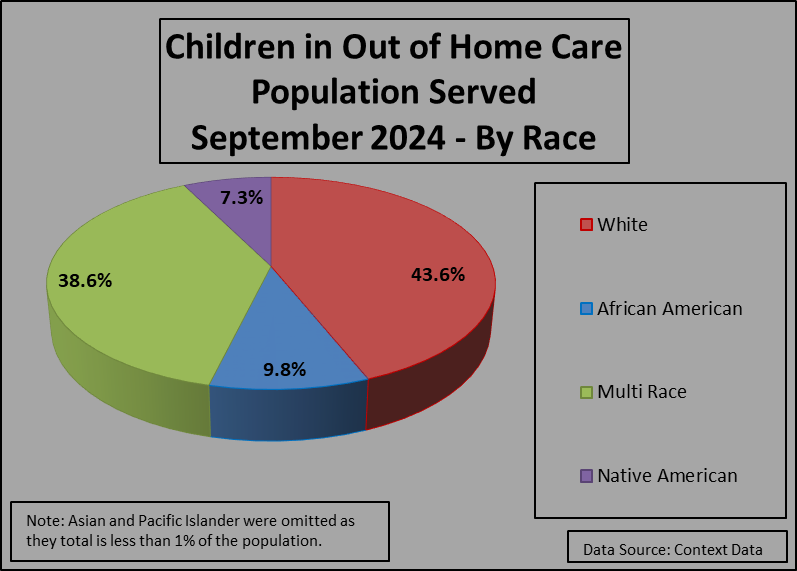 Children in Out of Home Care
Population Served
September 2024 - By Race
7.3%
43.6%
38.6%
9.8%
White
African American
Multi Race
Native American
Note: Asian and Pacific Islander were omitted as
they total is less than 1% of the population.
Data Source: Context Data